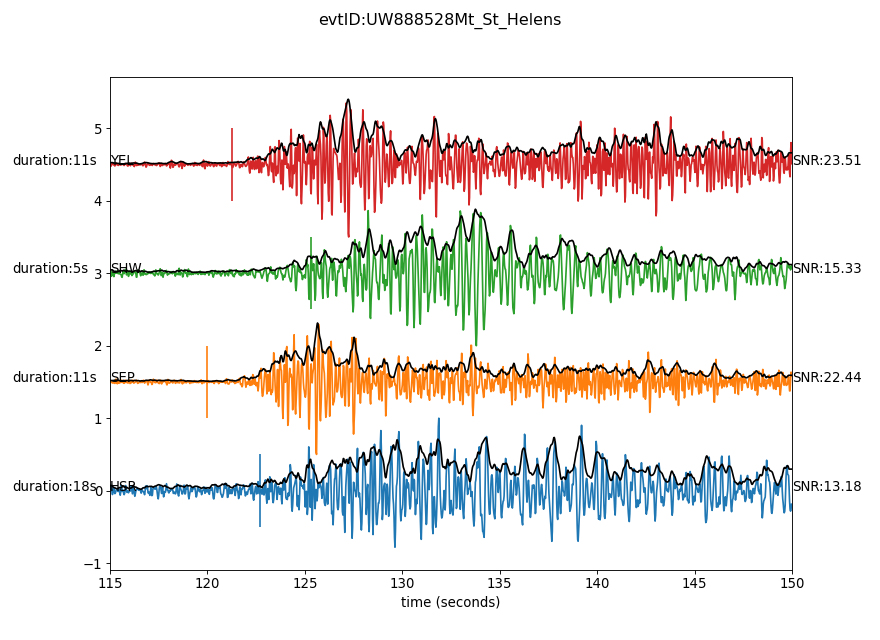 evtID:UW888528Mt_St_Helens
5
duration:11s YEL SNR:23.51
4
duration:5s 3 SHW SNR:15.33
2
duration:11s SEP SNR:22.44
1
duration:18s 0 HSR SNR:13.18
−1
115 120 125 130 135 140 145 150
time (seconds)